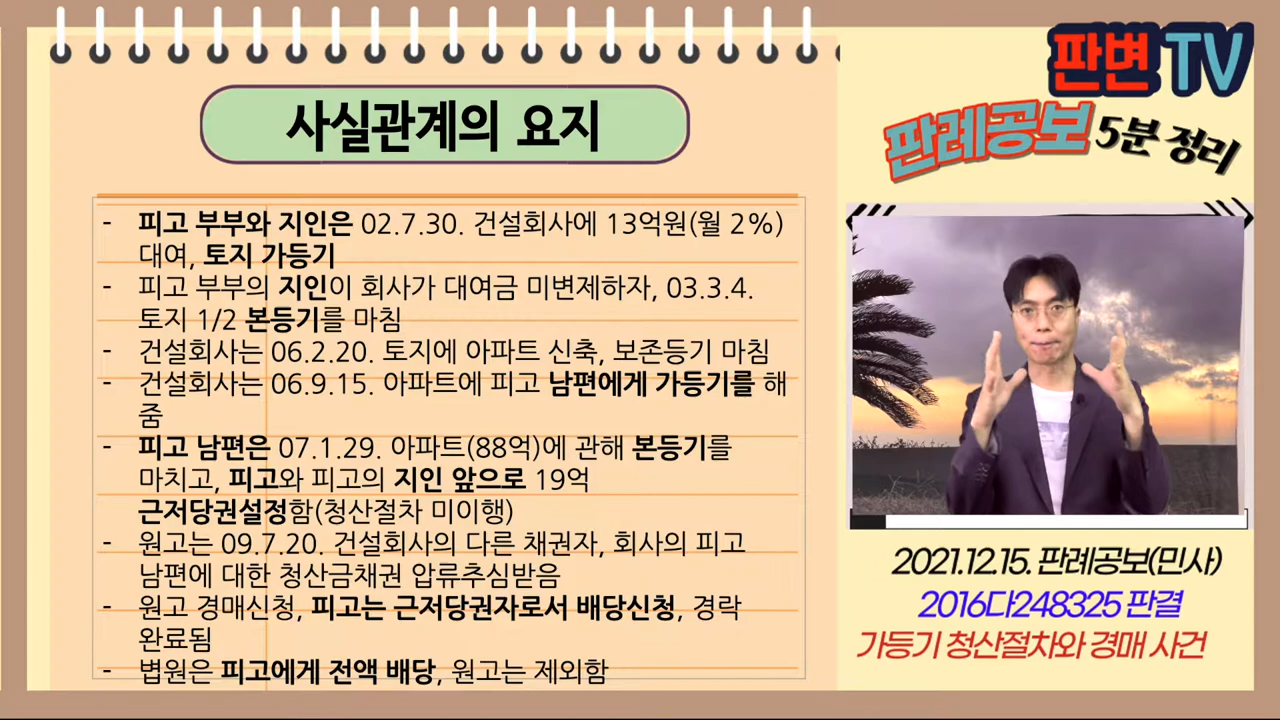 사실관계의 요지
- 피고 부부와 지인은 02.7.30. 건설회사에 13억원(월 2%)
대여, 토지 가등기
- 피고 부부의 지인이 회사가 대여금 미변제하자, 03.3.4.
토지 1/2 본등기를 마침
- 건설회사는 06.2.20. 토지에 아파트 신축, 보존등기 마침
- 건설회사는 06.9.15. 아파트에 피고 남편에게 가등기를 해
줌
- 피고 남편은 07.1.29. 아파트(88억)에 관해 본등기를
마치고, 피고와 피고의 지인 앞으로 19억
근저당권설정함(청산절차 미이행)
- 원고는 09.7.20. 건설회사의 다른 채권자, 회사의 피고
남편에 대한 청산금채권 압류추심받음
- 원고 경매신청, 피고는 근저당권자로서 배당신청, 경락
완료됨
- 볍원은 피고에게 전액 배당, 원고는 제외함
판변 TV
판례공보 5분 정리
2021.12.15. 판례공보(민사)
2016다248325 판결
가등기 청산절차와 경매 사건